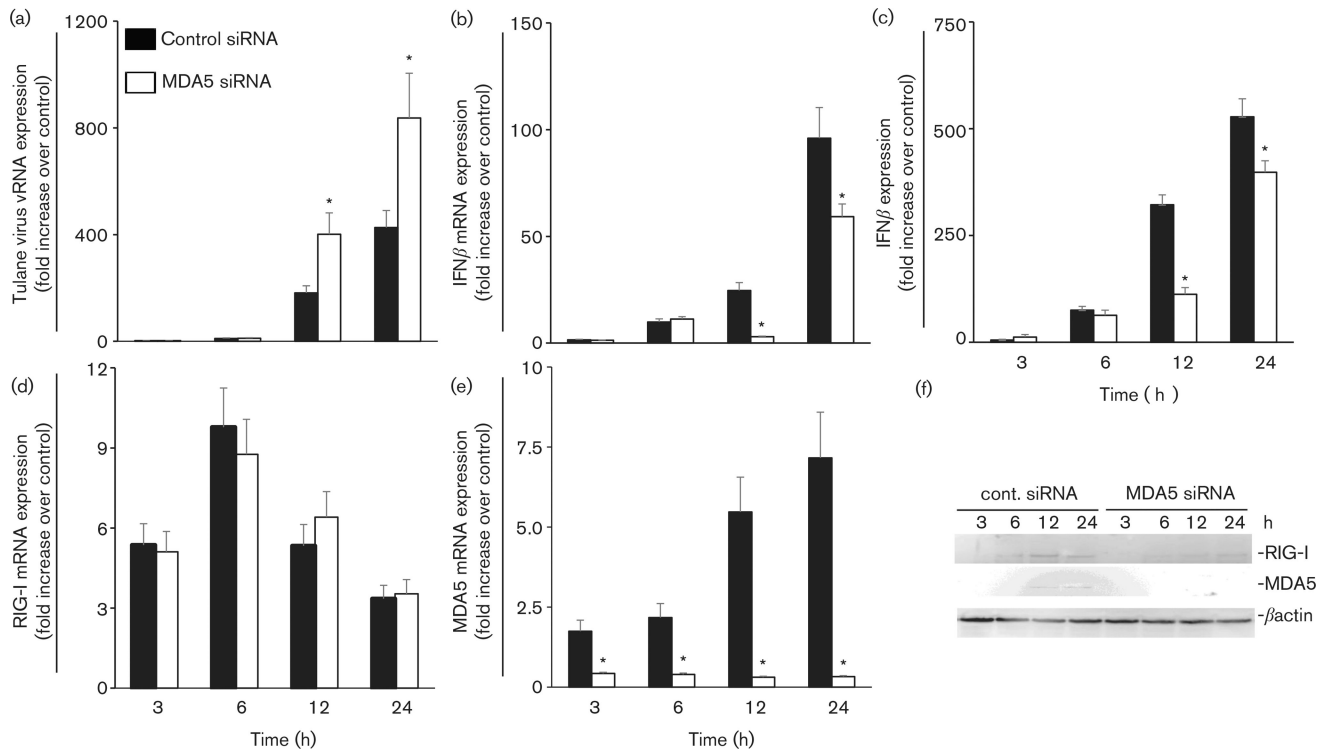 (a)
1200
800
400
0
Tulane virus vRNA expression
(fold increase over control)
Control siRNA
MDA5 siRNA
*
*
(b)
150
100
50
0
IFNβ mRNA expression
(fold increase over control)
*
*
(c)
750
500
250
0
IFNβ expression
(fold increase over control)
*
*
3 6 12 24
Time ( h )
(d)
12
9
6
3
0
RIG-I mRNA expression
(fold increase over control)
3 6 12 24
Time (h)
(e)
10
7.5
5.0
2.5
0
MDA5 mRNA expression
(fold increase over control)
* * * *
3 6 12 24
Time (h)
(f)
cont. siRNA MDA5 siRNA
3 6 12 24 3 6 12 24 h
-RIG-I
-MDA5
-βactin